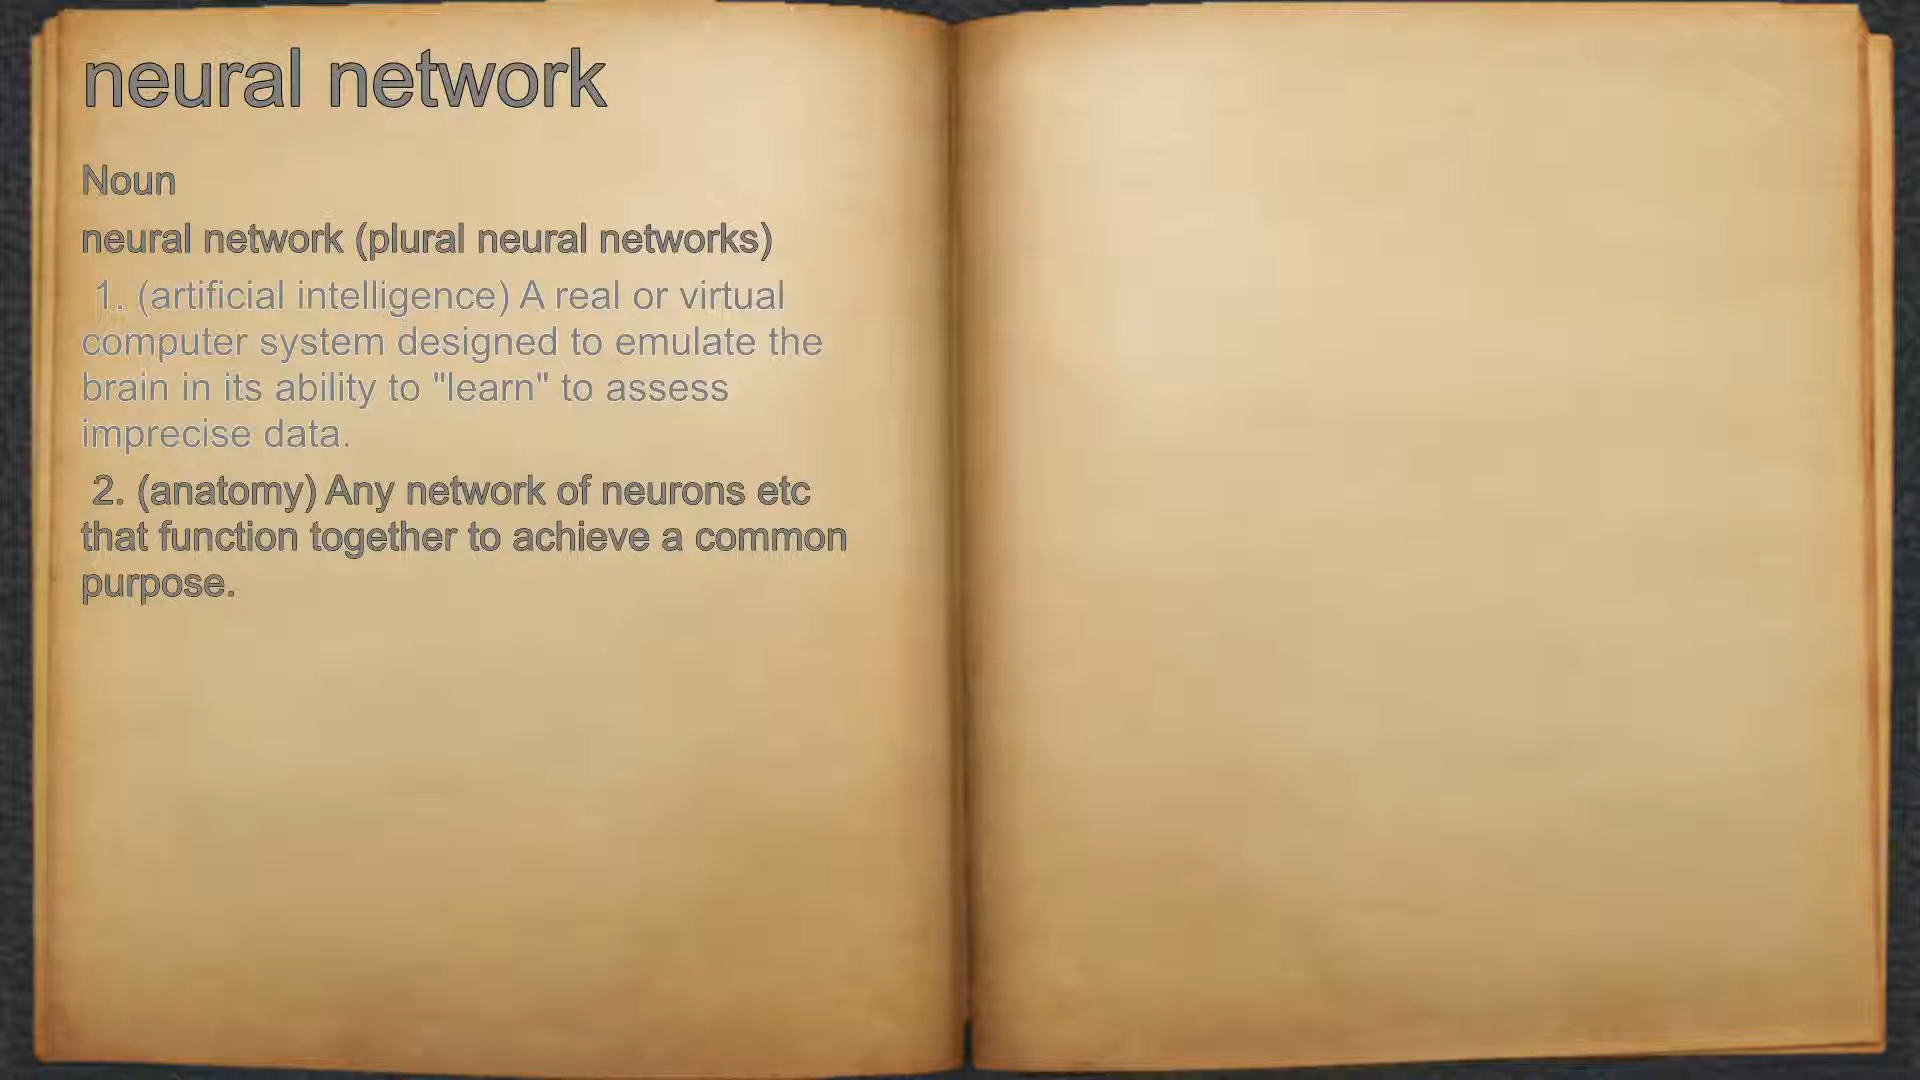 neural network
Noun
neural network (plural neural networks)
1. (artificial intelligence) A real or virtual
computer system designed to emulate the
brain in its ability to "learn" to assess
imprecise data.
2. (anatomy) Any network of neurons etc
that function together to achieve a common
purpose.